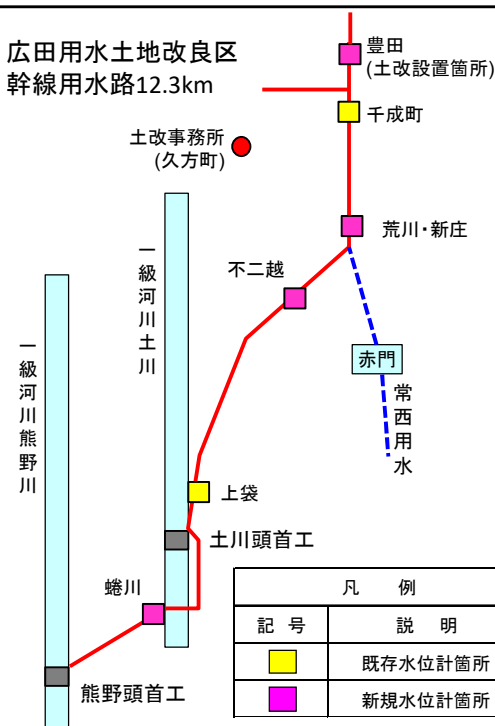 広田用水土地改良区
幹線用水路12.3km
豊田
(土改設置箇所)
千成町
土改事務所
(久方町)
荒川・新庄
不二越
一級河川土川
一級河川熊野川
赤門
常西用水
上袋
土川頭首工
蜷川
熊野頭首工
凡 例
記 号 説 明
既存水位計箇所
新規水位計箇所